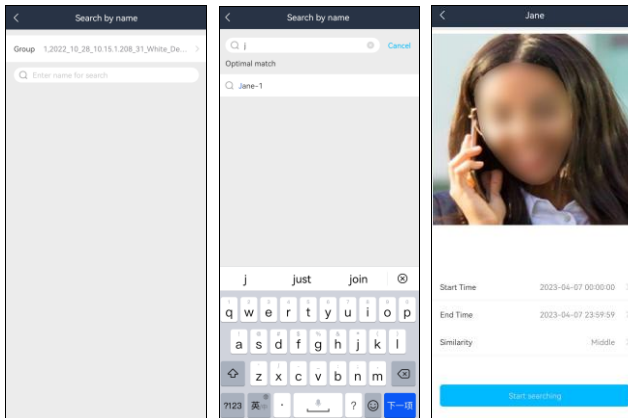 Search by name
Group 1,2022_10_28_10.15.1.208_31_White_De...
Enter name for search
Search by name
j
Cancel
Optimal match
Jane-1
j just join
q w e r t y u i o p
a s d f g h j k l
z x c v b n m
?123 英 . ? 下一项
Jane
Start Time 2023-04-07 00:00:00
End Time 2023-04-07 23:59:59
Similarity Middle
Start searching